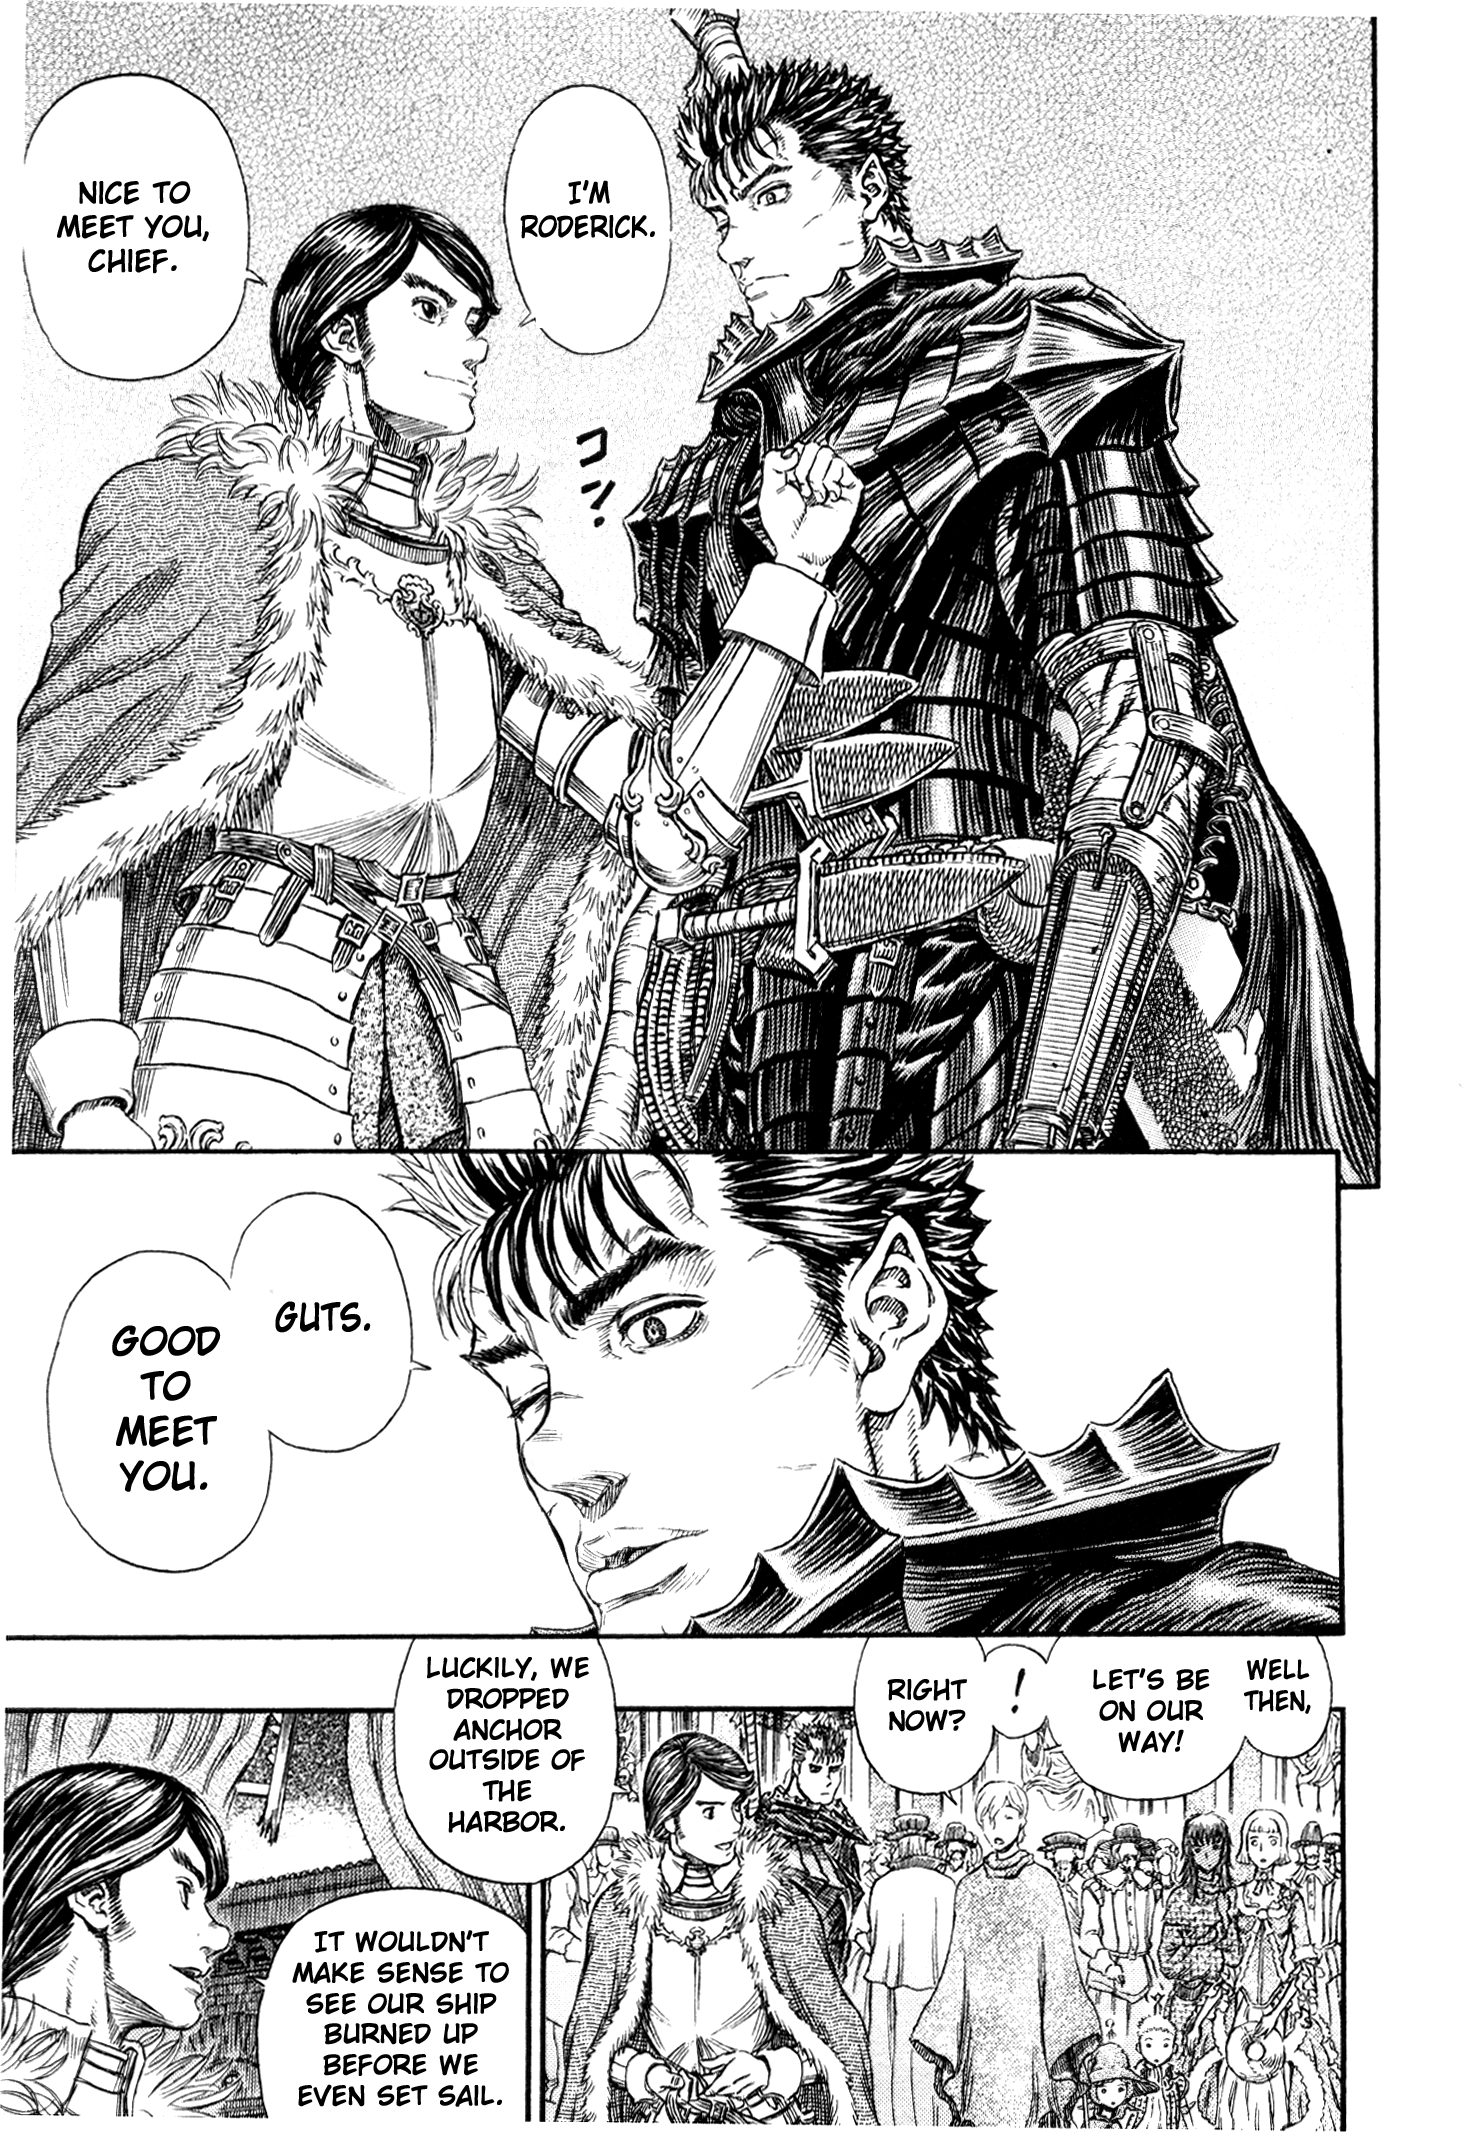 I'M
RODERICK.
NICE TO
MEET YOU,
CHIEF.
コン!
GUTS.
GOOD
TO
MEET
YOU.
WELL
THEN,
LET'S BE
ON OUR
WAY!
!
RIGHT
NOW?
LUCKILY, WE
DROPPED
ANCHOR
OUTSIDE OF
THE
HARBOR.
IT WOULDN'T
MAKE SENSE TO
SEE OUR SHIP
BURNED UP
BEFORE WE
EVEN SET SAIL.